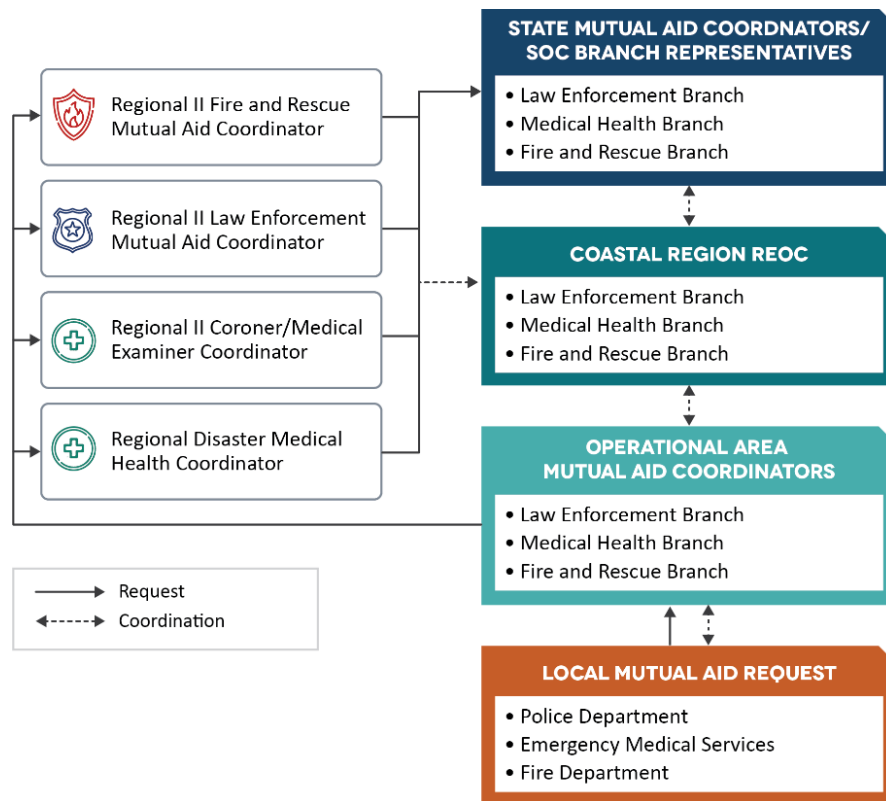 STATE MUTUAL AID COORDNATORS/
SOC BRANCH REPRESENTATIVES
• Law Enforcement Branch
• Medical Health Branch
• Fire and Rescue Branch
Regional II Fire and Rescue
Mutual Aid Coordinator
Regional II Law Enforcement
Mutual Aid Coordinator
Regional II Coroner/Medical
Examiner Coordinator
Regional Disaster Medical
Health Coordinator
COASTAL REGION REOC
• Law Enforcement Branch
• Medical Health Branch
• Fire and Rescue Branch
OPERATIONAL AREA
MUTUAL AID COORDINATORS
• Law Enforcement Branch
• Medical Health Branch
• Fire and Rescue Branch
Request
Coordination
LOCAL MUTUAL AID REQUEST
• Police Department
• Emergency Medical Services
• Fire Department